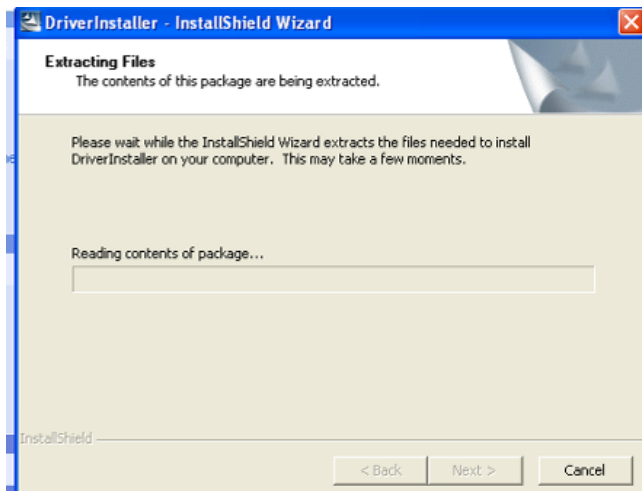 DriverInstaller - InstallShield Wizard
Extracting Files
The contents of this package are being extracted.
Please wait while the InstallShield Wizard extracts the files needed to install
DriverInstaller on your computer. This may take a few moments.
Reading contents of package...
InstallShield
< Back Next > Cancel